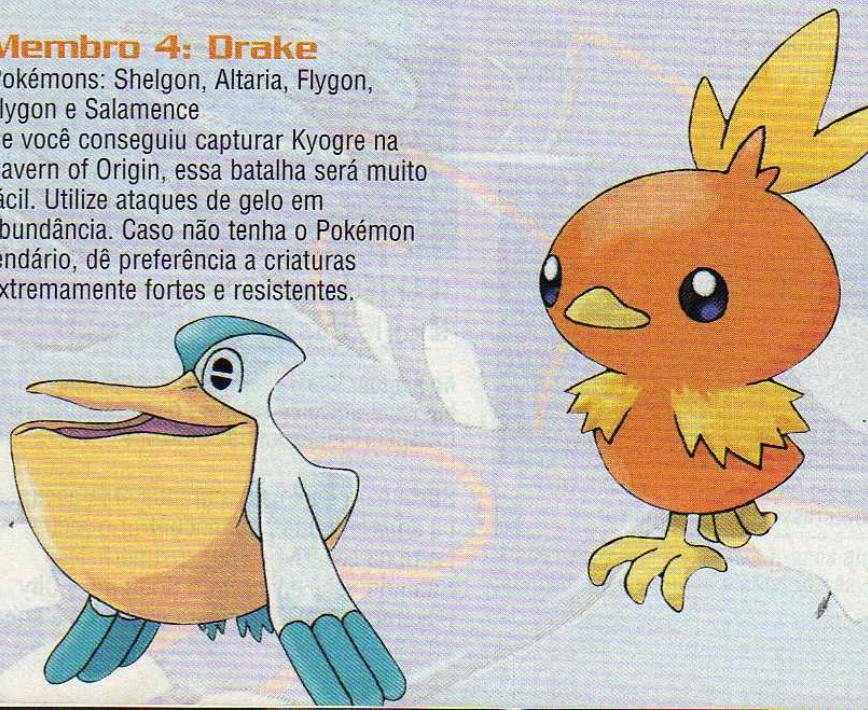 Membro 4: Drake
Pokémons: Shelgon, Altaria, Flygon,
lygon e Salamence
e você conseguiu capturar Kyogre na
avern of Origin, essa batalha será muito
ácil. Utilize ataques de gelo em
bundância. Caso não tenha o Pokémon
endário, dê preferência a criaturas
xtremamente fortes e resistentes.